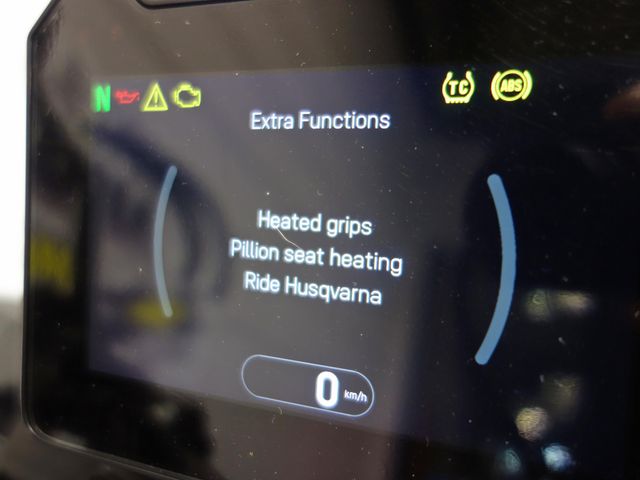 N TC ABS
Extra Functions
Heated grips
Pillion seat heating
Ride Husqvarna
0 km/h